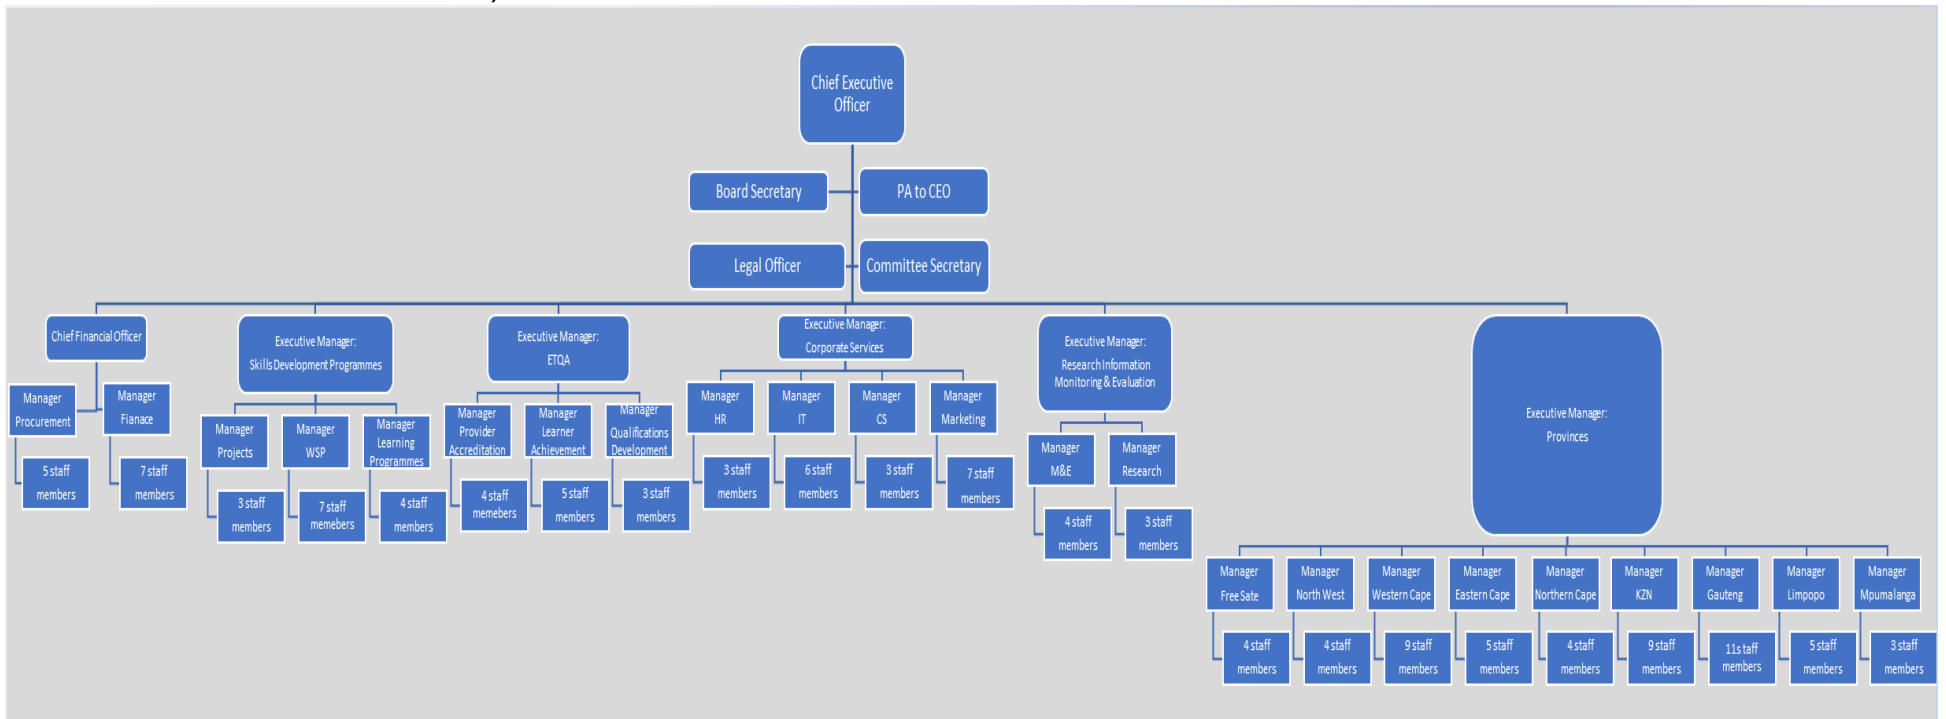 Chief Executive
Officer
Board Secretary
PA to CEO
Legal Officer
Committee Secretary
Chief Financial Officer
Manager
Procurement
5 staff
members
Manager
Fianace
7 staff
members
Executive Manager:
Skills Development Programmes
Manager
Projects
3 staff
members
Manager
WSP
7 staff
memebers
Manager
Learning
Programmes
4 staff
members
Executive Manager:
ETQA
Manager
Provider
Accreditation
4 staff
memebers
Manager
Learner
Achievement
5 staff
members
Manager
Qualifications
Development
3 staff
members
Executive Manager:
Corporate Services
Manager
HR
3 staff
members
Manager
IT
6 staff
members
Manager
CS
3 staff
members
Manager
Marketing
7 staff
members
Executive Manager:
Research Information
Monitoring & Evaluation
Manager
M&E
4 staff
members
Manager
Research
3 staff
members
Executive Manager:
Provinces
Manager
Free Sate
4 staff
members
Manager
North West
4 staff
members
Manager
Western Cape
9 staff
members
Manager
Eastern Cape
5 staff
members
Manager
Northern Cape
4 staff
members
Manager
KZN
9 staff
members
Manager
Gauteng
11s taff
members
Manager
Limpopo
5 staff
members
Manager
Mpumalanga
3 staff
members